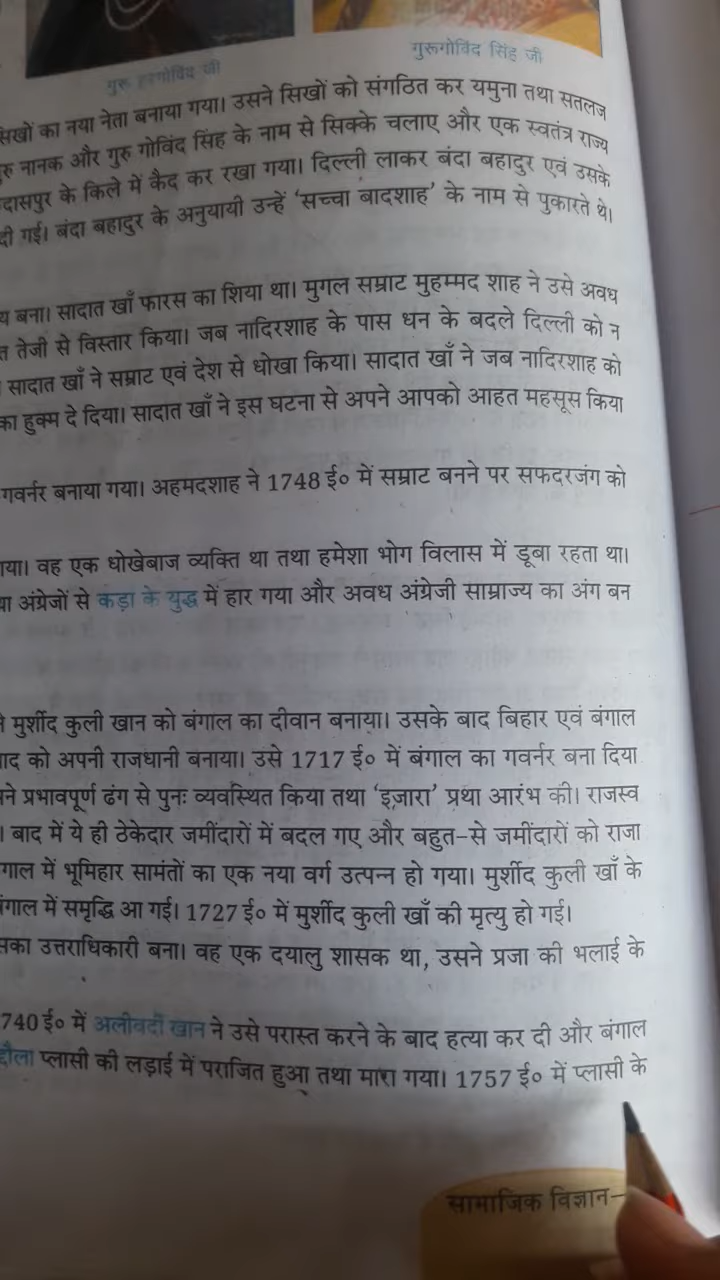 गुरु हरगोविंद जी
गुरूगोविंद सिंह जी
सिखों का नया नेता बनाया गया। उसने सिखों को संगठित कर यमुना तथा सतलज
नानक और गुरु गोविंद सिंह के नाम से सिक्के चलाए और एक स्वतंत्र राज्य
दासपुर के किले में कैद कर रखा गया। दिल्ली लाकर बंदा बहादुर एवं उसके
दी गई। बंदा बहादुर के अनुयायी उन्हें ‘सच्चा बादशाह’ के नाम से पुकारते थे।
बना। सादात खाँ फारस का शिया था। मुगल सम्राट मुहम्मद शाह ने उसे अवध
तेजी से विस्तार किया। जब नादिरशाह के पास धन के बदले दिल्ली को न
सादात खाँ ने सम्राट एवं देश से धोखा किया। सादात खाँ ने जब नादिरशाह को
का हुक्म दे दिया। सादात खाँ ने इस घटना से अपने आपको आहत महसूस किया
गवर्नर बनाया गया। अहमदशाह ने 1748 ई० में सम्राट बनने पर सफदरजंग को
गया। वह एक धोखेबाज व्यक्ति था तथा हमेशा भोग विलास में डूबा रहता था।
अंग्रेजों से कड़ा के युद्ध में हार गया और अवध अंग्रेजी साम्राज्य का अंग बन
मुर्शीद कुली खान को बंगाल का दीवान बनाया। उसके बाद बिहार एवं बंगाल
बाद को अपनी राजधानी बनाया। उसे 1717 ई० में बंगाल का गवर्नर बना दिया
ने प्रभावपूर्ण ढंग से पुनः व्यवस्थित किया तथा ‘इज़ारा’ प्रथा आरंभ की। राजस्व
। बाद में ये ही ठेकेदार जमींदारों में बदल गए और बहुत-से जमींदारों को राजा
गाल में भूमिहार सामंतों का एक नया वर्ग उत्पन्न हो गया। मुर्शीद कुली खाँ के
बंगाल में समृद्धि आ गई। 1727 ई० में मुर्शीद कुली खाँ की मृत्यु हो गई।
सका उत्तराधिकारी बना। वह एक दयालु शासक था, उसने प्रजा की भलाई के
740 ई० में अलीवर्दी खान ने उसे परास्त करने के बाद हत्या कर दी और बंगाल
दौला प्लासी की लड़ाई में पराजित हुआ तथा मारा गया। 1757 ई० में प्लासी के
सामाजिक विज्ञान-